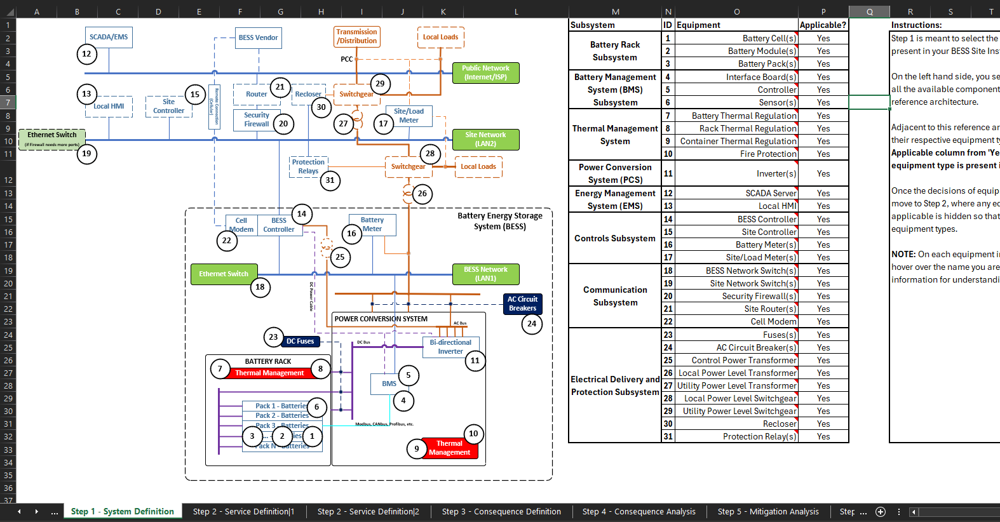 A B C D E F G H I J K L M N O P Q R S T
1 2 3 4 5 6 7 8 9 10 11 12 13 14 15 16 17 18 19 20 21 22 23 24 25 26 27 28 29 30 31 32 33 34 35 36 37
SCADA/EMS
12
BESS Vendor
Transmission
/Distribution
Local Loads
PCC
Public Network
(Internet/ISP)
13
Local HMI
Site
Controller
15
Remote Connection
(Cellular)
Router
21
Recloser
30
Switchgear
29
Security
Firewall
20
27
17
Site/Load
Meter
Ethernet Switch
(if Firewall needs more ports)
19
Site Network
(LAN2)
Protection
Relays
31
Switchgear
28
Local Loads
26
Battery Energy Storage
System (BESS)
Cell
Modem
22
BESS
Controller
14
Battery
Meter
16
25
Ethernet Switch
18
BESS Network
(LAN1)
DC Power Cable
AC Circuit
Breakers
24
POWER CONVERSION SYSTEM
AC Bus
23
DC Fuses
DC Bus
Bi-directional
Inverter
11
BATTERY RACK
7
Thermal Management
8
BMS
5
4
Pack 1 - Batteries
6
Pack 2 - Batteries
Pack 3 - Batteries
Modbus, CANbus, Profibus, etc.
3
...
2
ies
1
Pack N - Batteries
9
Thermal
Management
10
Subsystem ID Equipment Applicable?
Battery Rack
Subsystem
1 Battery Cell(s) Yes
2 Battery Module(s) Yes
3 Battery Pack(s) Yes
Battery Management
System (BMS)
Subsystem
4 Interface Board(s) Yes
5 Controller Yes
6 Sensor(s) Yes
Thermal Management
System
7 Battery Thermal Regulation Yes
8 Rack Thermal Regulation Yes
9 Container Thermal Regulation Yes
10 Fire Protection Yes
Power Conversion
System (PCS)
11 Inverter(s) Yes
Energy Management
System (EMS)
12 SCADA Server Yes
13 Local HMI Yes
Controls Subsystem
14 BESS Controller Yes
15 Site Controller Yes
16 Battery Meter(s) Yes
17 Site/Load Meter(s) Yes
Communication
Subsystem
18 BESS Network Switch(s) Yes
19 Site Network Switch(s) Yes
20 Security Firewall(s) Yes
21 Site Router(s) Yes
22 Cell Modem Yes
Electrical Delivery and
Protection Subsystem
23 Fuses(s) Yes
24 AC Circuit Breaker(s) Yes
25 Control Power Transformer Yes
26 Local Power Level Transformer Yes
27 Utility Power Level Transformer Yes
28 Local Power Level Switchgear Yes
29 Utility Power Level Switchgear Yes
30 Recloser Yes
31 Protection Relay(s) Yes
Instructions:
Step 1 is meant to select the
present in your BESS Site Ins
On the left hand side, you se
all the available component
reference architecture.
Adjacent to this reference ar
their respective equipment ty
Applicable column from 'Ye
equipment type is present i
Once the decisions of equip
move to Step 2, where any eq
applicable is hidden so that
equipment types.
NOTE: On each equipment in
hover over the name you are
information for understandi
... Step 1 - System Definition Step 2 - Service Definition|1 Step 2 - Service Definition|2 Step 3 - Consequence Definition Step 4 - Consequence Analysis Step 5 - Mitigation Analysis Step ...